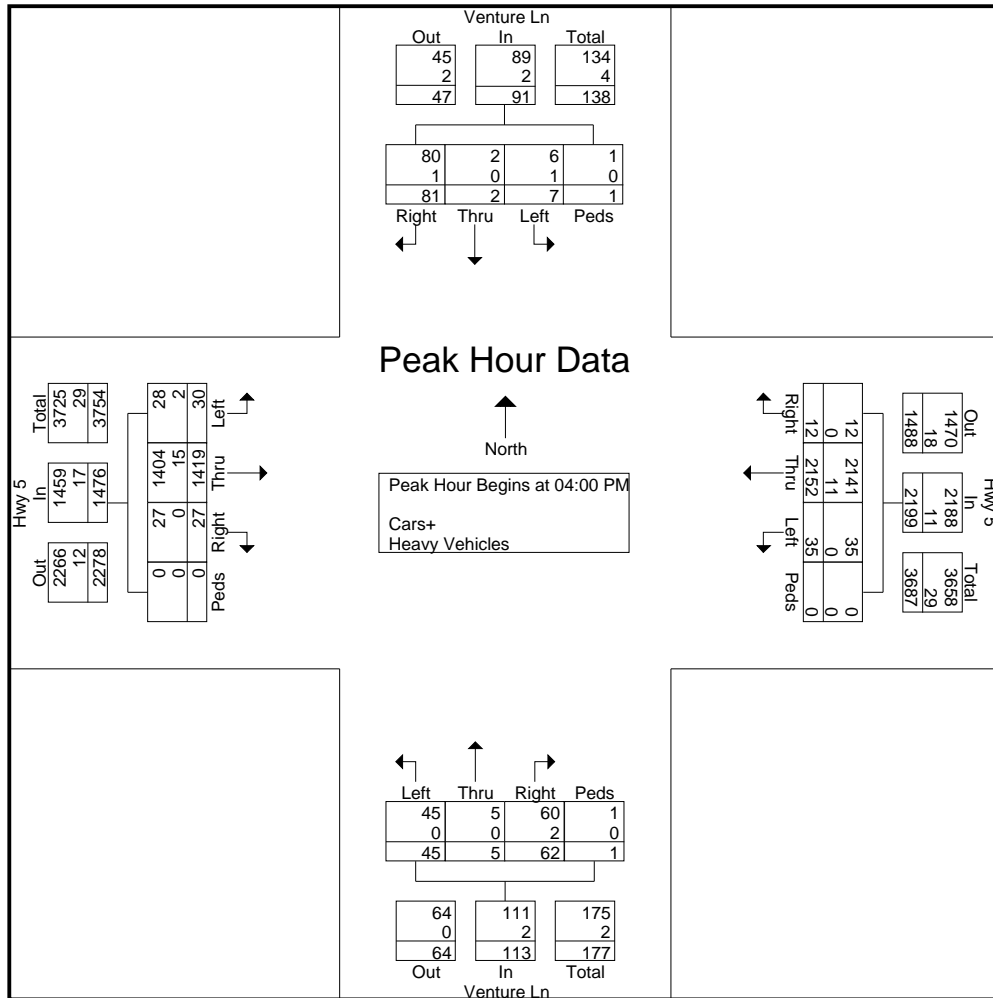 Venture Ln
Out In Total
45 89 134
2 2 4
47 91 138
80 2 6 1
1 0 1 0
81 2 7 1
Right Thru Left Peds
Peak Hour Data
North
Peak Hour Begins at 04:00 PM
Cars+
Heavy Vehicles
Hwy 5
Total
3725
29
3754
In
1459
17
1476
Out
2266
12
2278
28
2
30
Left
1404
15
1419
Thru
27
0
27
Right
0
0
0
Peds
Hwy 5
Out
1470
18
1488
In
2188
11
2199
Total
3658
29
3687
Right
12
0
12
Thru
2141
11
2152
Left
35
0
35
Peds
0
0
0
Left Thru Right Peds
45 5 60 1
0 0 2 0
45 5 62 1
64 111 175
0 2 2
64 113 177
Out In Total
Venture Ln